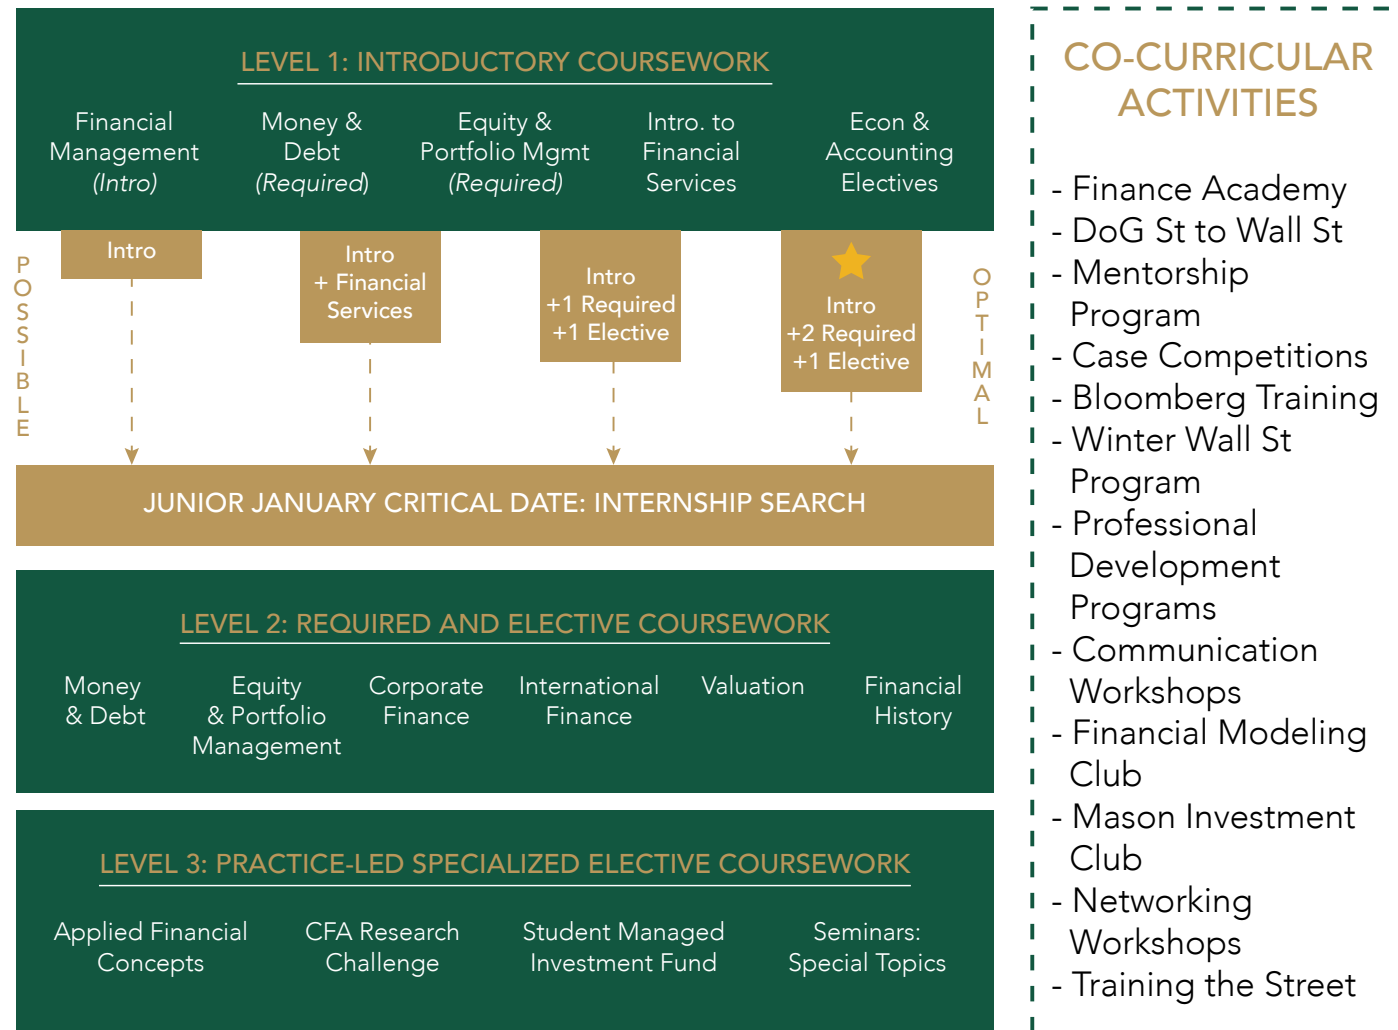 LEVEL 1: INTRODUCTORY COURSEWORK
Financial
Management
(Intro)
Money &
Debt
(Required)
Equity &
Portfolio Mgmt
(Required)
Intro. to
Financial
Services
Econ &
Accounting
Electives
POSSIBLE
Intro
Intro
+ Financial
Services
Intro
+1 Required
+1 Elective
Intro
+2 Required
+1 Elective
OPTIMAL
JUNIOR JANUARY CRITICAL DATE: INTERNSHIP SEARCH
LEVEL 2: REQUIRED AND ELECTIVE COURSEWORK
Money
& Debt
Equity
& Portfolio
Management
Corporate
Finance
International
Finance
Valuation
Financial
History
LEVEL 3: PRACTICE-LED SPECIALIZED ELECTIVE COURSEWORK
Applied Financial
Concepts
CFA Research
Challenge
Student Managed
Investment Fund
Seminars:
Special Topics
CO-CURRICULAR
ACTIVITIES
- Finance Academy
- DoG St to Wall St
- Mentorship
Program
- Case Competitions
- Bloomberg Training
- Winter Wall St
Program
- Professional
Development
Programs
- Communication
Workshops
- Financial Modeling
Club
- Mason Investment
Club
- Networking
Workshops
- Training the Street